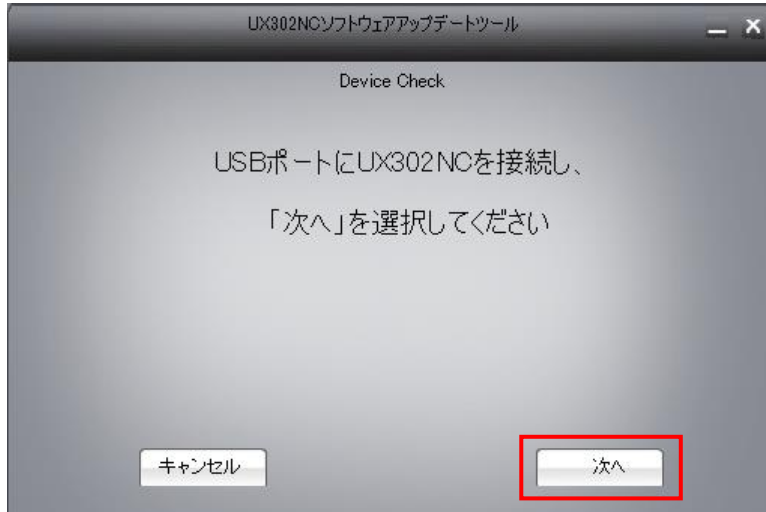 UX302NCソフトウェアアップデートツール
Device Check
USBポートにUX302NCを接続し、
「次へ」を選択してください
キャンセル
次へ